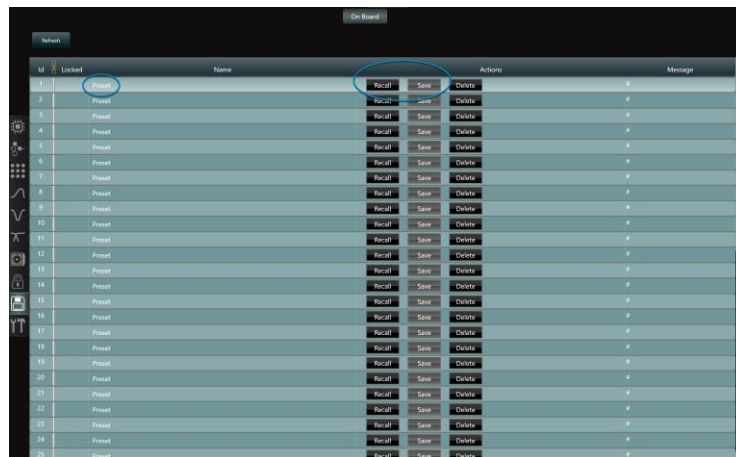 On Board
Refresh
Id Locked Name Actions Message
1 Preset Recall Save Delete #
2 Preset Recall Save Delete #
3 Preset Recall Save Delete #
4 Preset Recall Save Delete #
5 Preset Recall Save Delete #
6 Preset Recall Save Delete #
7 Preset Recall Save Delete #
8 Preset Recall Save Delete #
9 Preset Recall Save Delete #
10 Preset Recall Save Delete #
11 Preset Recall Save Delete #
12 Preset Recall Save Delete #
13 Preset Recall Save Delete #
14 Preset Recall Save Delete #
15 Preset Recall Save Delete #
16 Preset Recall Save Delete #
17 Preset Recall Save Delete #
18 Preset Recall Save Delete #
19 Preset Recall Save Delete #
20 Preset Recall Save Delete #
21 Preset Recall Save Delete #
22 Preset Recall Save Delete #
23 Preset Recall Save Delete #
24 Preset Recall Save Delete #
25 Preset Recall Save Delete #